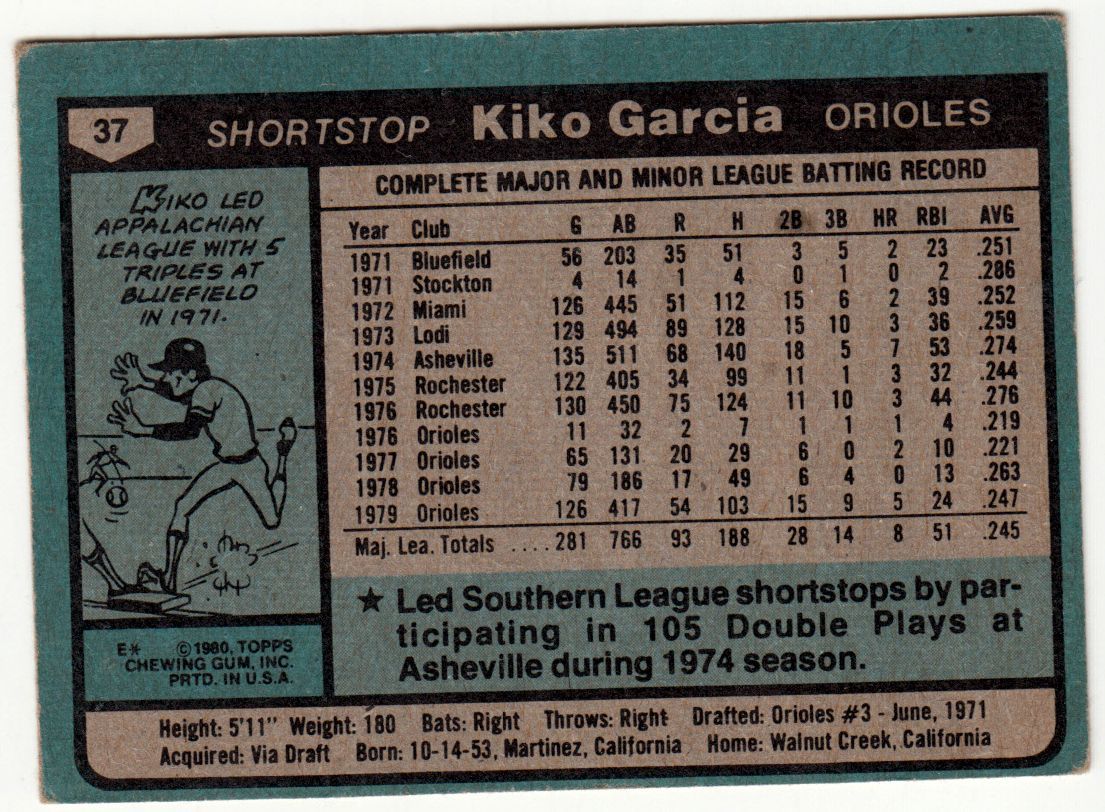 37 SHORTSTOP Kiko Garcia ORIOLES
KIKO LED
APPALACHIAN
LEAGUE WITH 5
TRIPLES AT
BLUEFIELD
IN 1971.
COMPLETE MAJOR AND MINOR LEAGUE BATTING RECORD
Year Club G AB R H 2B 3B HR RBI AVG
1971 Bluefield 56 203 35 51 3 5 2 23 .251
1971 Stockton 4 14 1 4 0 1 0 2 .286
1972 Miami 126 445 51 112 15 6 2 39 .252
1973 Lodi 129 494 89 128 15 10 3 36 .259
1974 Asheville 135 511 68 140 18 5 7 53 .274
1975 Rochester 122 405 34 99 11 1 3 32 .244
1976 Rochester 130 450 75 124 11 10 3 44 .276
1976 Orioles 11 32 2 7 1 1 1 4 .219
1977 Orioles 65 131 20 29 6 0 2 10 .221
1978 Orioles 79 186 17 49 6 4 0 13 .263
1979 Orioles 126 417 54 103 15 9 5 24 .247
Maj. Lea. Totals ....281 766 93 188 28 14 8 51 .245
★ Led Southern League shortstops by par-
ticipating in 105 Double Plays at
Asheville during 1974 season.
E* ©1980, TOPPS
CHEWING GUM, INC.
PRTD. IN U.S.A.
Height: 5'11" Weight: 180 Bats: Right Throws: Right Drafted: Orioles #3 - June, 1971
Acquired: Via Draft Born: 10-14-53, Martinez, California Home: Walnut Creek, California